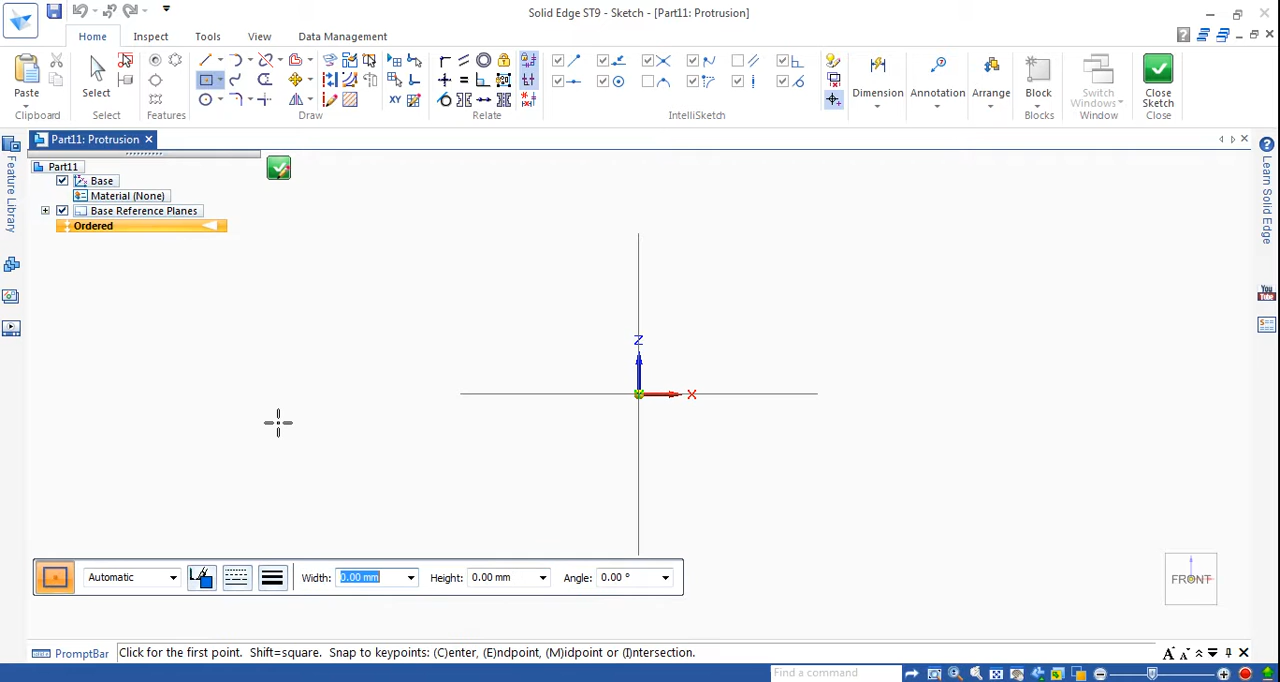 Solid Edge ST9 - Sketch - [Part11: Protrusion]
Home Inspect Tools View Data Management
Paste
Clipboard
Select
Select
Features
Draw
XY
Relate
IntelliSketch
Dimension
Annotation
Arrange
Block
Blocks
Switch Windows
Window
Close Sketch
Close
Part11: Protrusion
Feature Library
Learn Solid Edge
You Tube
Part11
Base
Material (None)
Base Reference Planes
Ordered
Z
X
FRONT
Automatic
Width: 0.00 mm Height: 0.00 mm Angle: 0.00 °
PromptBar Click for the first point. Shift=square. Snap to keypoints: (C)enter, (E)ndpoint, (M)idpoint or (I)ntersection.
Find a command